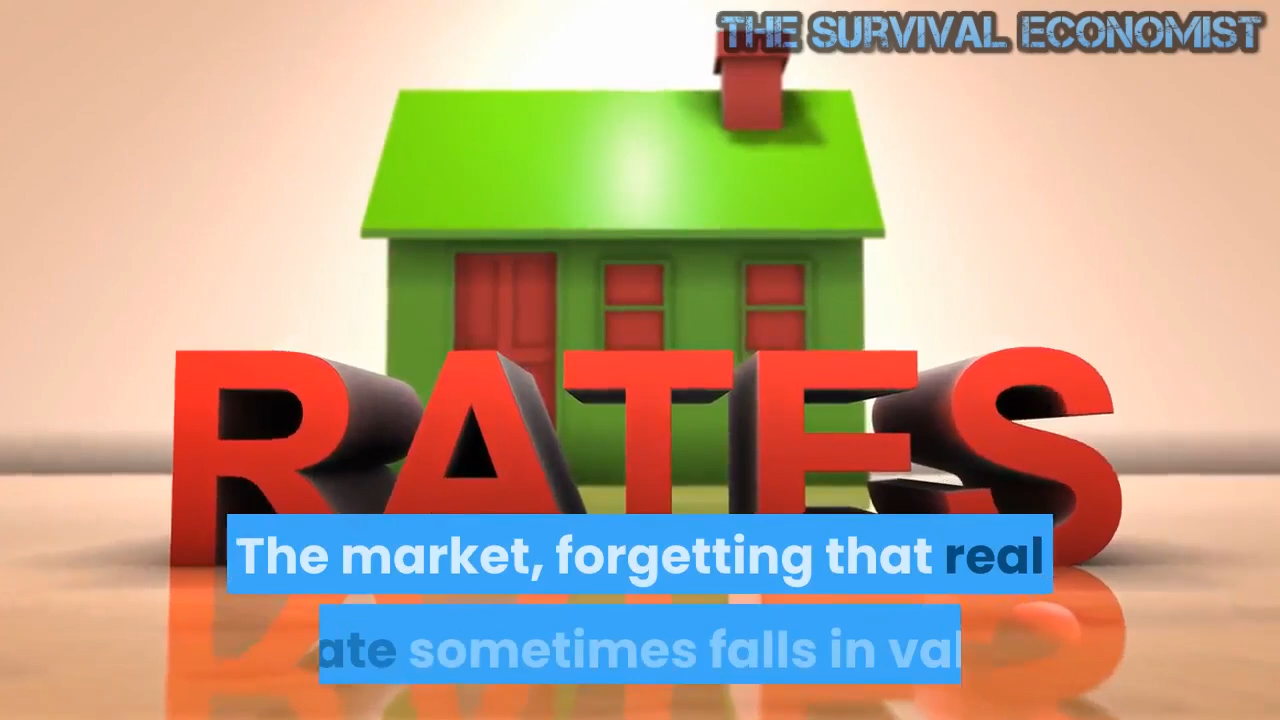 THE SURVIVAL ECONOMIST
RATES
The market, forgetting that real
ate sometimes falls in val